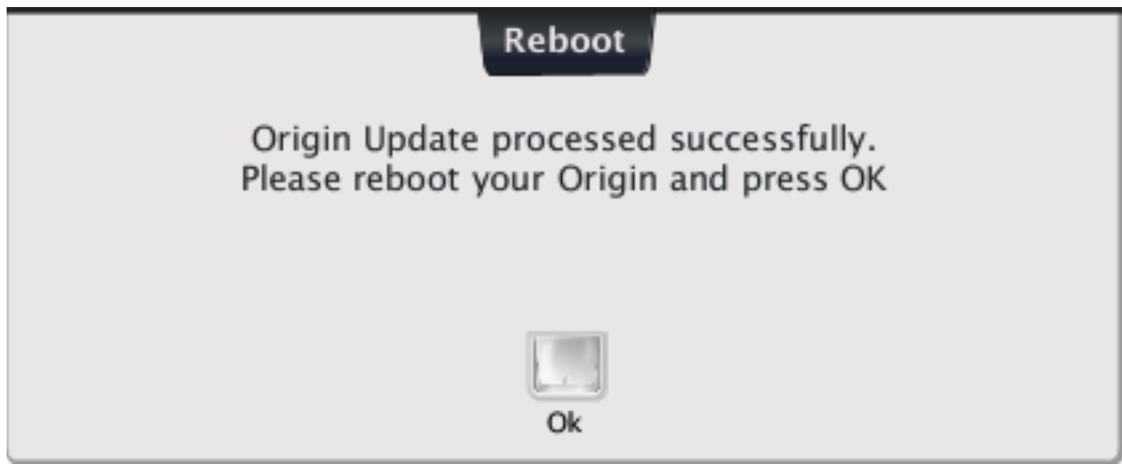 Reboot
Origin Update processed successfully.
Please reboot your Origin and press OK
Ok